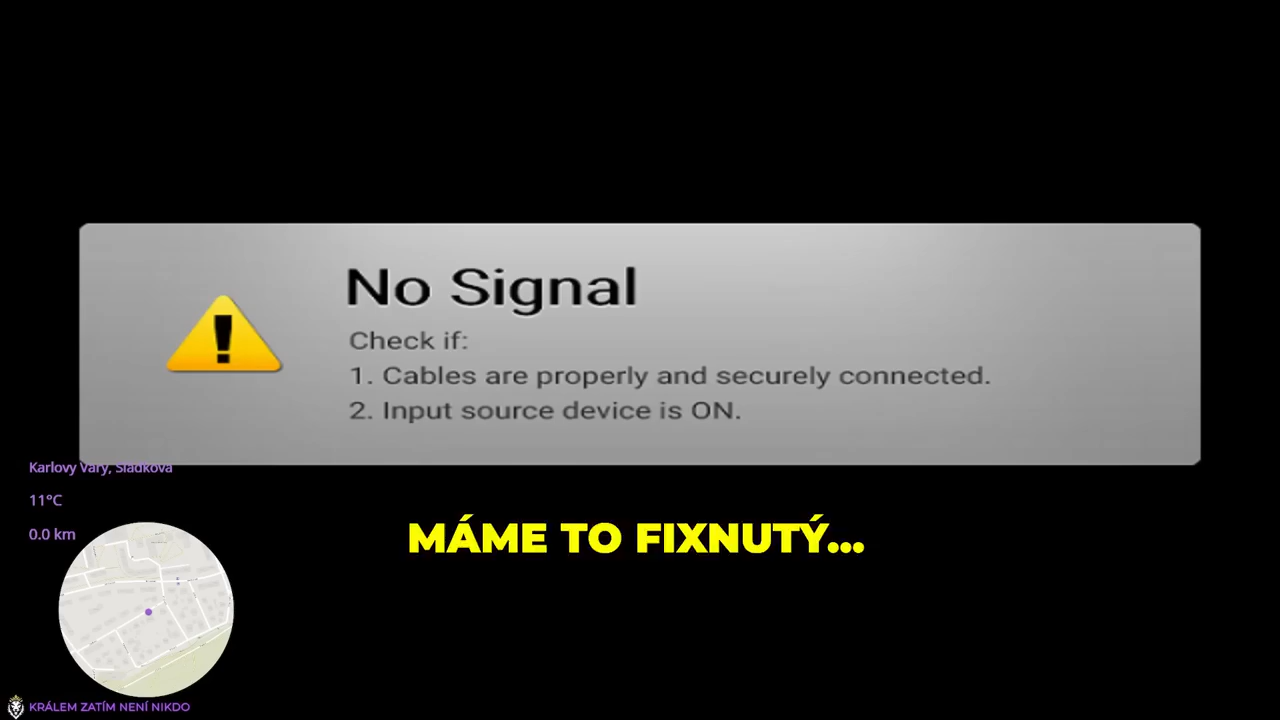 No Signal
Check if:
1. Cables are properly and securely connected.
2. Input source device is ON.
Karlovy Vary, Sladkova
11°C
0.0 km
MÁME TO FIXNUTÝ...
KRÁLEM ZATÍM NENÍ NIKDO